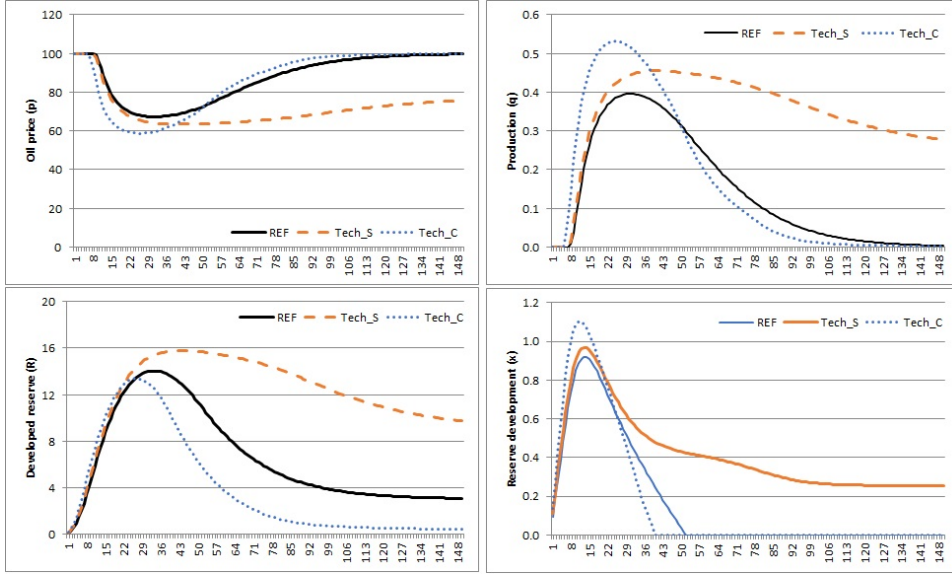 120
100
80
60
40
20
0
Oil price (p)
REF Tech_S Tech_C
1 8 15 22 29 36 43 50 57 64 71 78 85 92 99 106 113 120 127 134 141 148
0.6
0.5
0.4
0.3
0.2
0.1
0.0
Production (q)
REF Tech_S Tech_C
1 8 15 22 29 36 43 50 57 64 71 78 85 92 99 106 113 120 127 134 141 148
20
16
12
8
4
0
Developed reserve (R)
REF Tech_S Tech_C
1 8 15 22 29 36 43 50 57 64 71 78 85 92 99 106 113 120 127 134 141 148
1.2
1.0
0.8
0.6
0.4
0.2
0.0
Reserve development (x)
REF Tech_S Tech_C
1 8 15 22 29 36 43 50 57 64 71 78 85 92 99 106 113 120 127 134 141 148